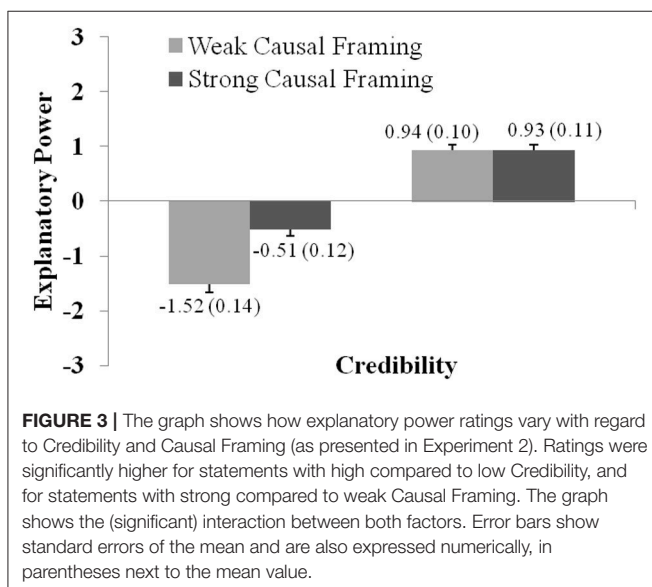 3
Weak Causal Framing
Strong Causal Framing
2
0.94 (0.10)
0.93 (0.11)
1
0
-0.51 (0.12)
-1
-1.52 (0.14)
-2
-3
Explanatory Power
Credibility
FIGURE 3 | The graph shows how explanatory power ratings vary with regard
to Credibility and Causal Framing (as presented in Experiment 2). Ratings were
significantly higher for statements with high compared to low Credibility, and
for statements with strong compared to weak Causal Framing. The graph
shows the (significant) interaction between both factors. Error bars show
standard errors of the mean and are also expressed numerically, in
parentheses next to the mean value.